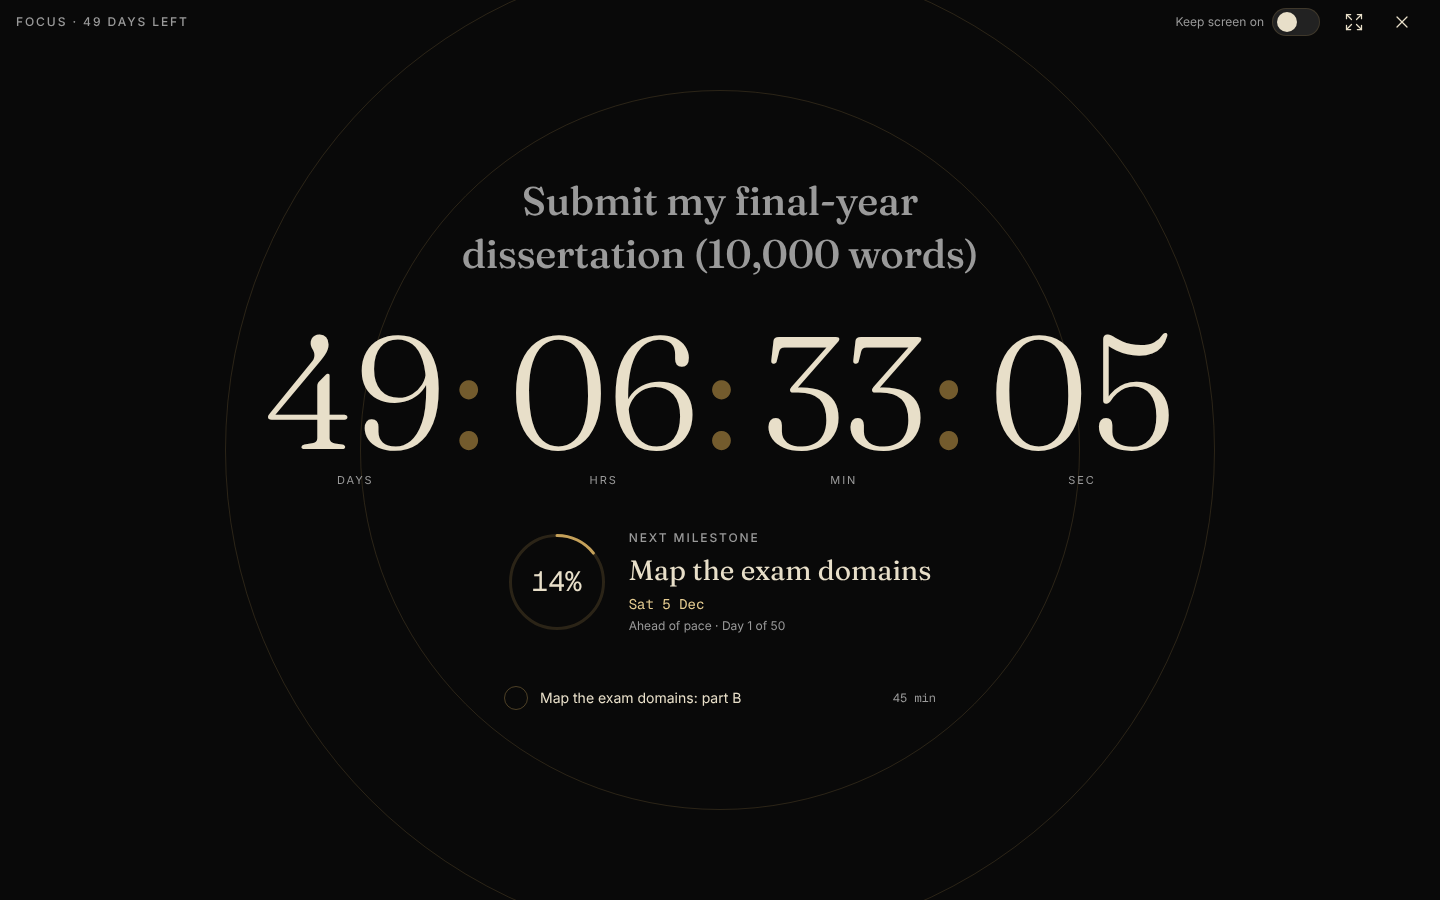 FOCUS · 49 DAYS LEFT
Keep screen on
Submit my final-year
dissertation (10,000 words)
49:06:33:05
DAYS HRS MIN SEC
14%
NEXT MILESTONE
Map the exam domains
Sat 5 Dec
Ahead of pace · Day 1 of 50
Map the exam domains: part B 45 min